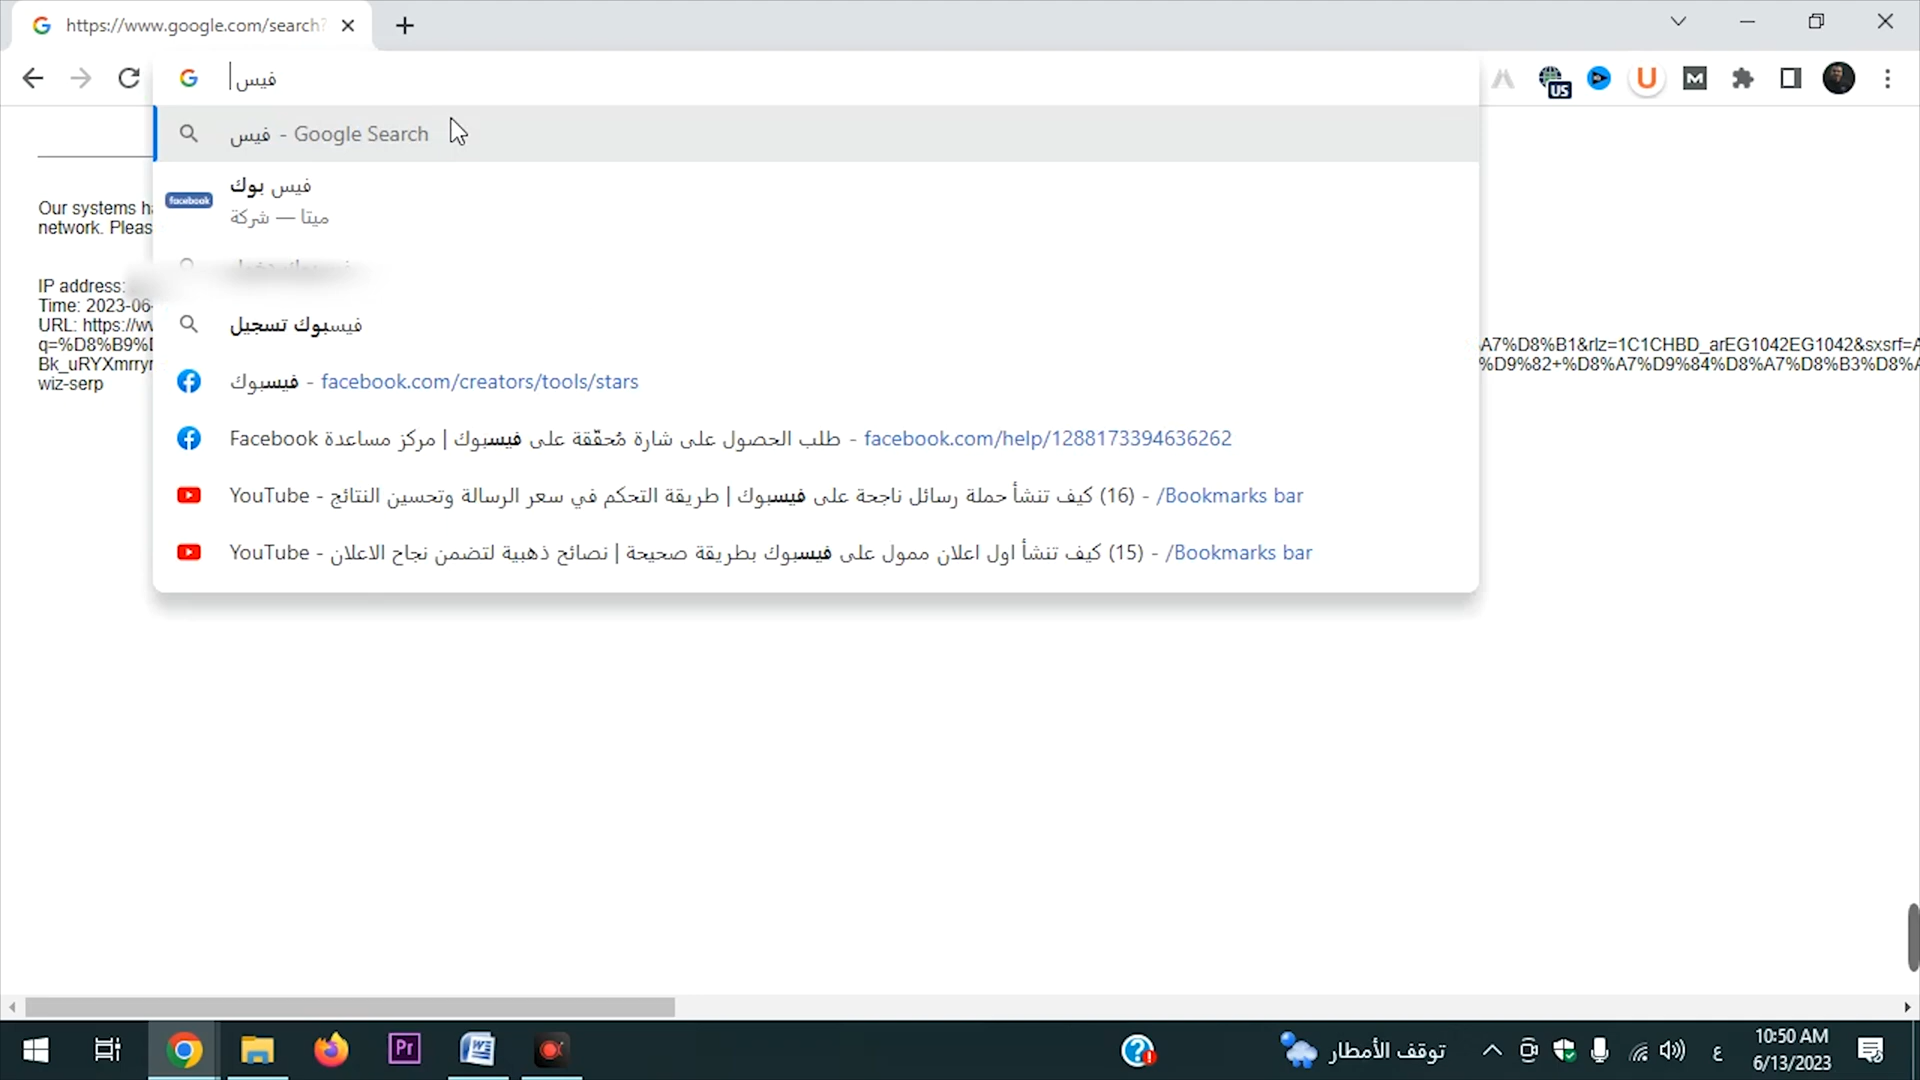 https://www.google.com/search?
فيس
US
فيس - Google Search
facebook
فيس بوك
ميتا — شركة
فيسبوك تسجيل
فيسبوك - facebook.com/creators/tools/stars
طلب الحصول على شارة مُحقّقة على فيسبوك | مركز مساعدة Facebook - facebook.com/help/1288173394636262
(16) كيف تنشأ حملة رسائل ناجحة على فيسبوك | طريقة التحكم في سعر الرسالة وتحسين النتائج - YouTube - /Bookmarks bar
(15) كيف تنشأ اول اعلان ممول على فيسبوك بطريقة صحيحة | نصائح ذهبية لتضمن نجاح الاعلان - YouTube - /Bookmarks bar
Our systems
network.
IP address:
Time: 2023-06-
URL: https://w
q=%D8%B9%D
A7%D8%B1&rlz=1C1CHBD_arEG1042EG1042&sxsrf=A
Bk_uRYXmrryr
%D9%82+%D8%A7%D9%84%D8%A7%D8%B3%D8%A
wiz-serp
Pr
توقف الأمطار
ع
10:50 AM
6/13/2023